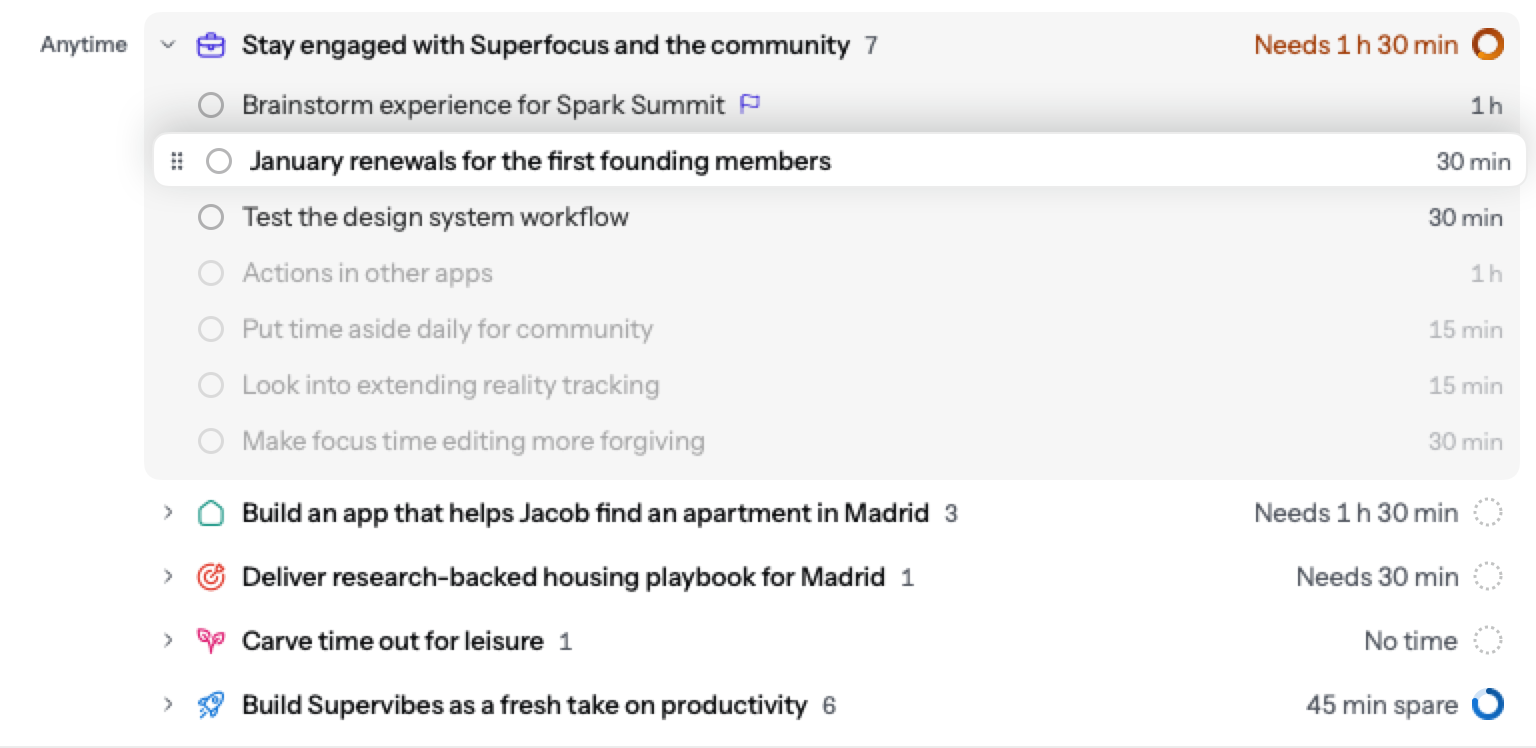 Anytime
Stay engaged with Superfocus and the community 7 Needs 1 h 30 min
Brainstorm experience for Spark Summit 1 h
January renewals for the first founding members 30 min
Test the design system workflow 30 min
Actions in other apps 1 h
Put time aside daily for community 15 min
Look into extending reality tracking 15 min
Make focus time editing more forgiving 30 min
Build an app that helps Jacob find an apartment in Madrid 3 Needs 1 h 30 min
Deliver research-backed housing playbook for Madrid 1 Needs 30 min
Carve time out for leisure 1 No time
Build Supervibes as a fresh take on productivity 6 45 min spare